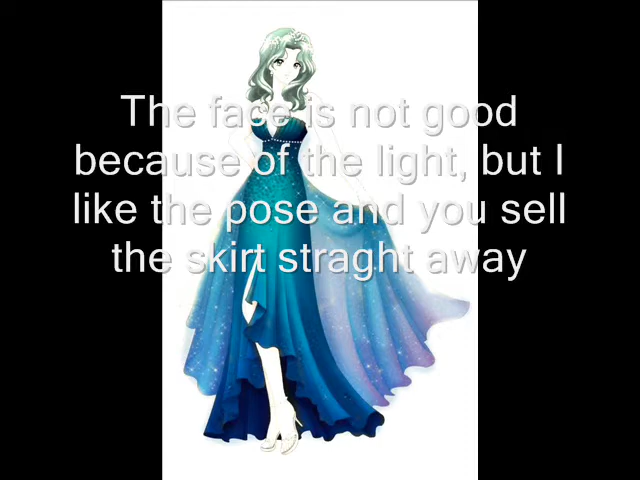 The face is not good
because of the light, but I
like the pose and you sell
the skirt straght away